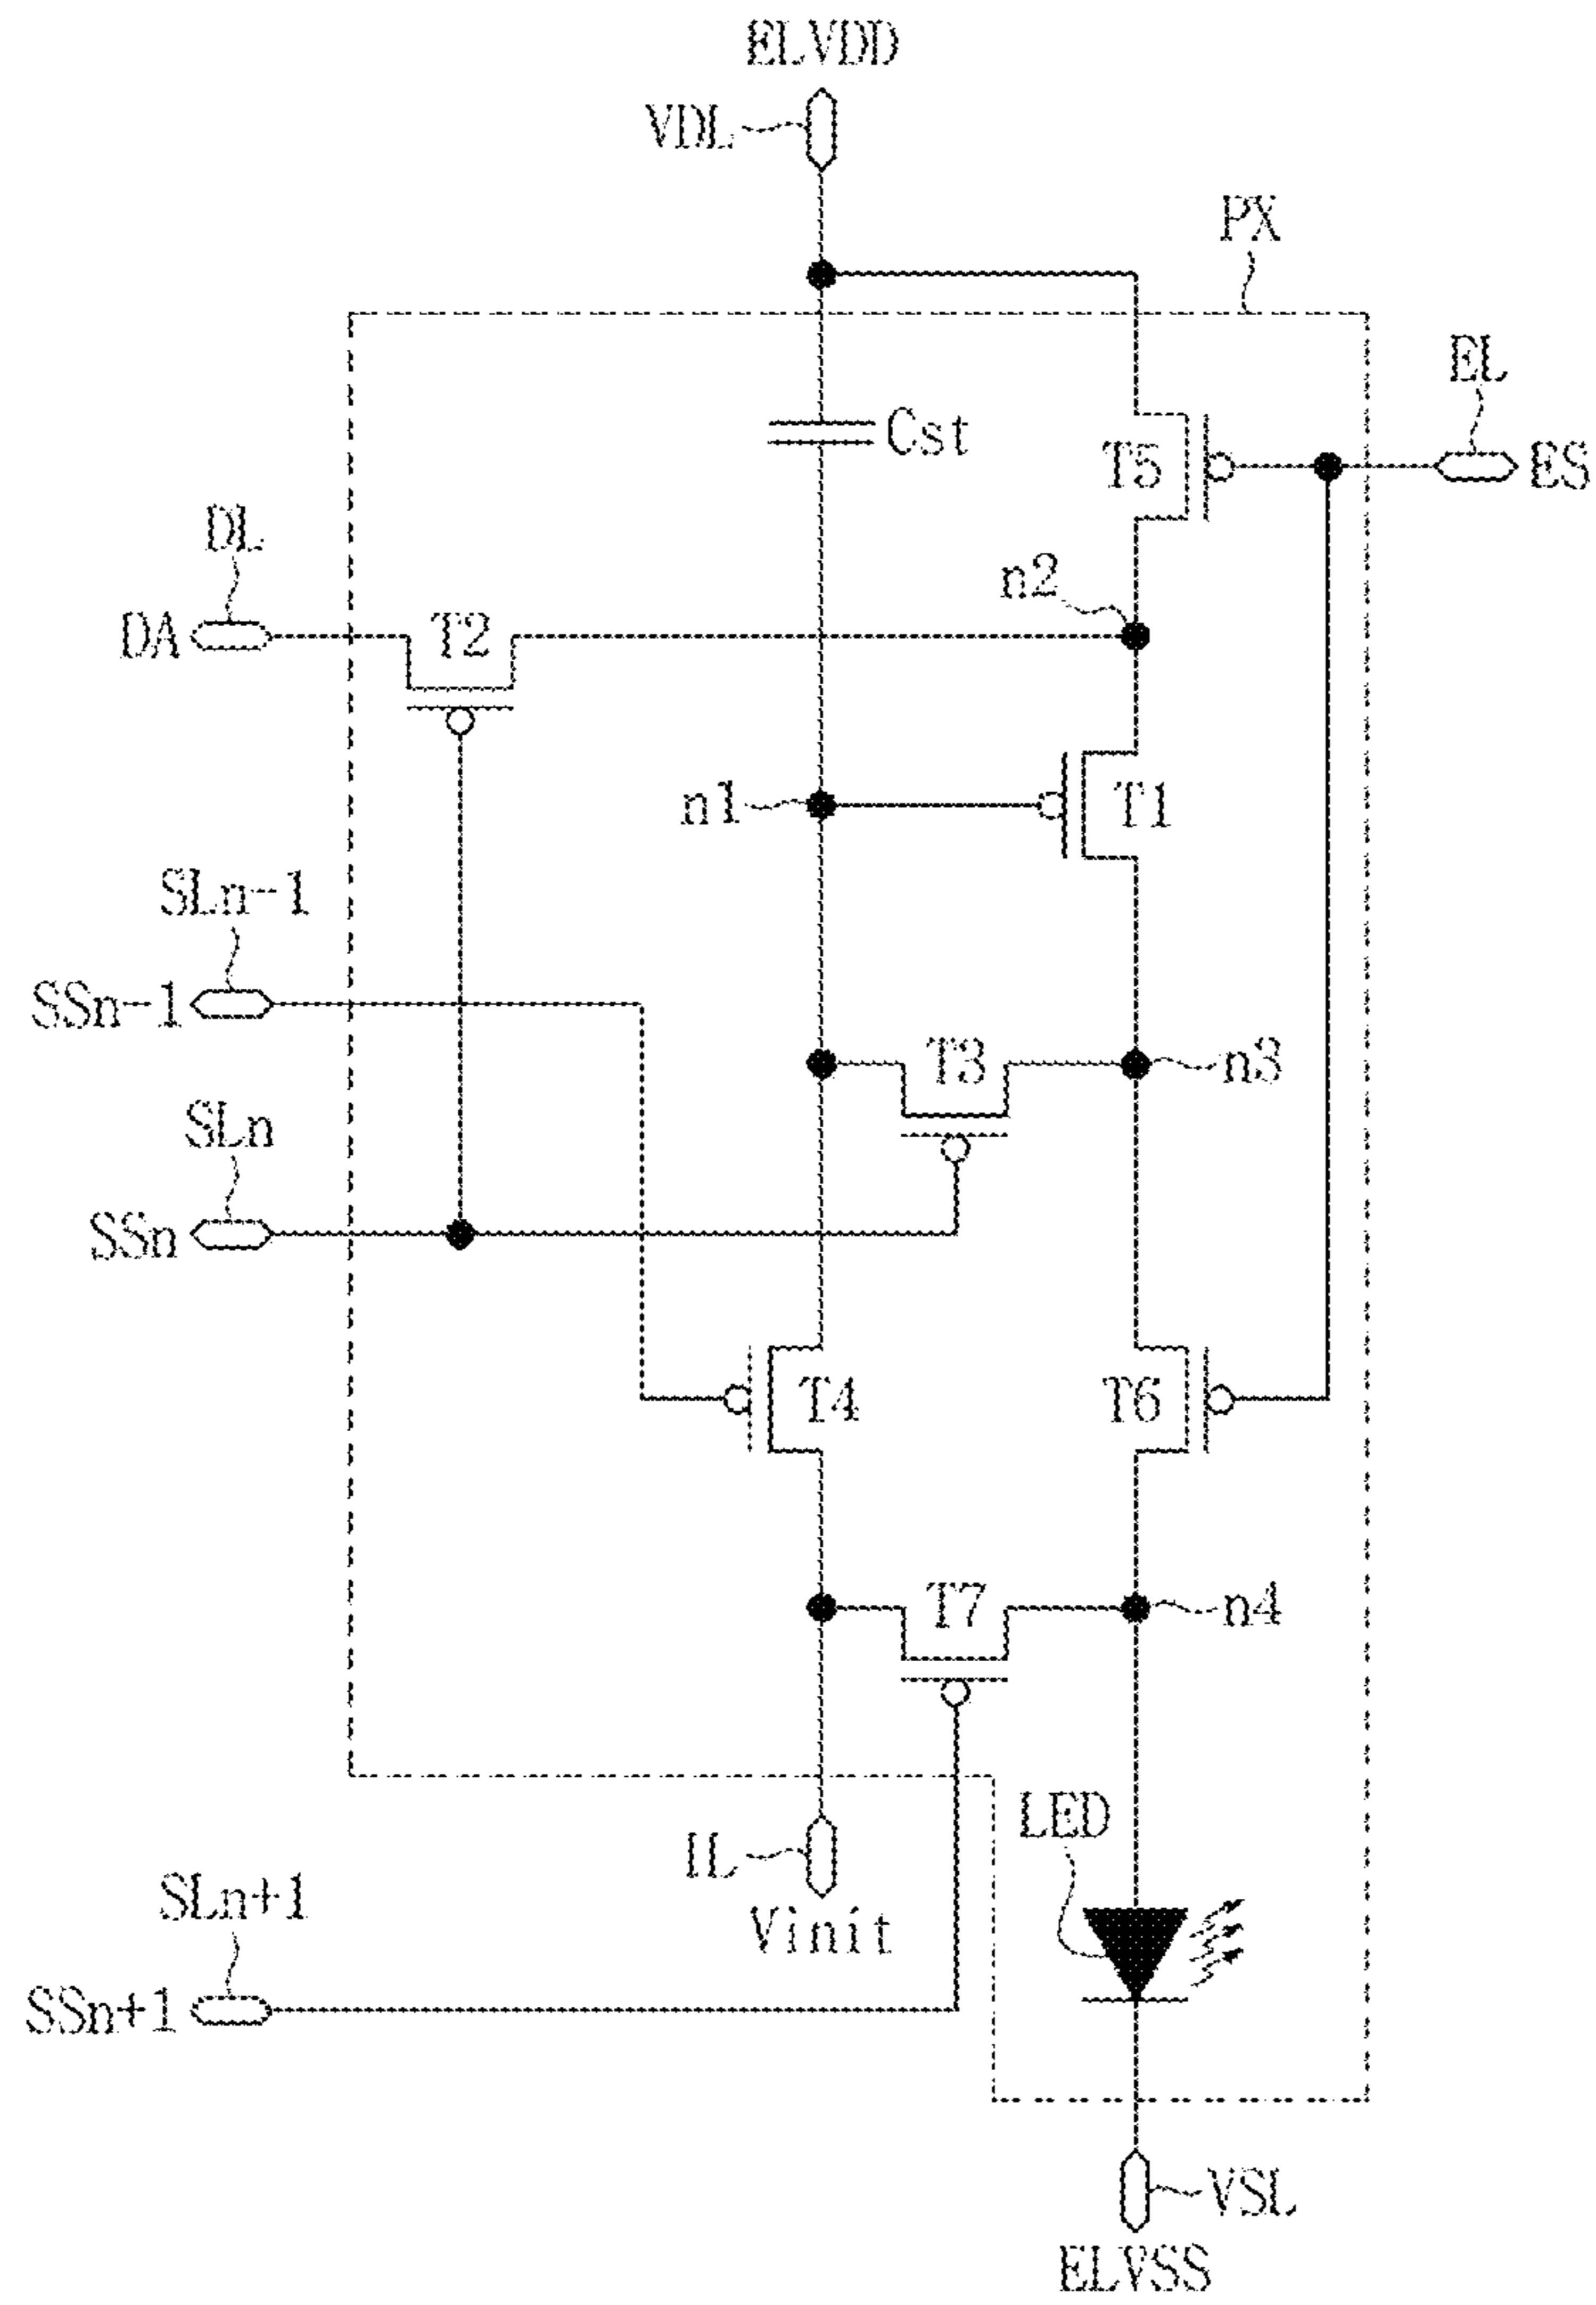 ELVDD
VDL
PX
EL
Cst
T5
ES
DL
n2
DA
T2
n1
T1
SLn-1
SSn-1
T3
n3
SLn
SSn
T4
T6
T7
n4
LED
IL
SLn+1
Vinit
SSn+1
VSL
ELVSS